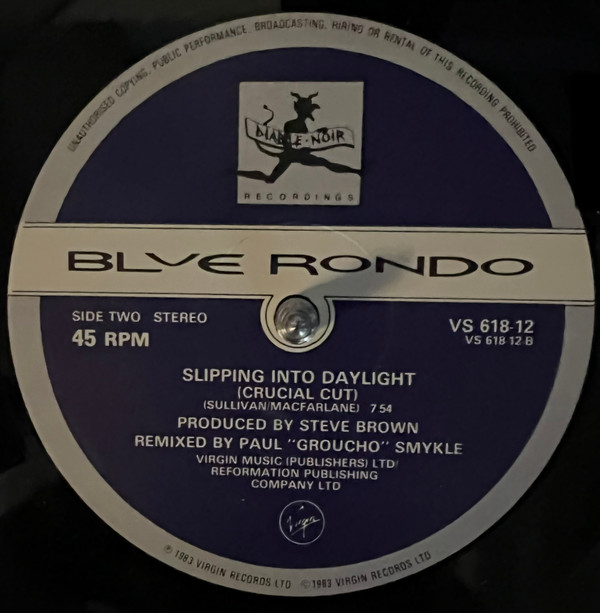 UNAUTHORISED COPYING, PUBLIC PERFORMANCE, BROADCASTING, HIRING OR RENTAL OF THIS RECORDING PROHIBITED
DIABLE·NOIR
RECORDINGS
BLVE RONDO
SIDE TWO STEREO
45 RPM
VS 618-12
VS 618 12 B
SLIPPING INTO DAYLIGHT
(CRUCIAL CUT)
(SULLIVAN/MACFARLANE) 7 54
PRODUCED BY STEVE BROWN
REMIXED BY PAUL "GROUCHO" SMYKLE
VIRGIN MUSIC (PUBLISHERS) LTD/
REFORMATION PUBLISHING
COMPANY LTD
Virgin
℗ 1983 VIRGIN RECORDS LTD © 1983 VIRGIN RECORDS LTD